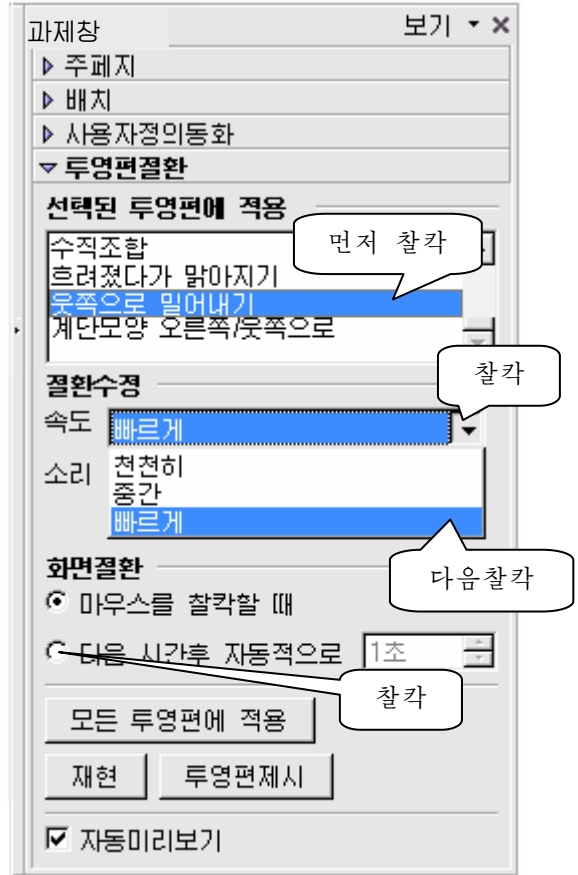 과제창 보기
주페지
배치
사용자정의동화
투영편절환
선택된 투영편에 적용
먼저 찰칵
수직조합
흐려졌다가 맑아지기
웃쪽으로 밀어내기
계단모양 오른쪽/웃쪽으로
찰칵
절환수정
속도 빠르게
소리 천천히
중간
빠르게
다음찰칵
화면절환
마우스를 찰칵할 때
다음 시간후 자동적으로 1초
찰칵
모든 투영편에 적용
재현 투영편제시
자동미리보기